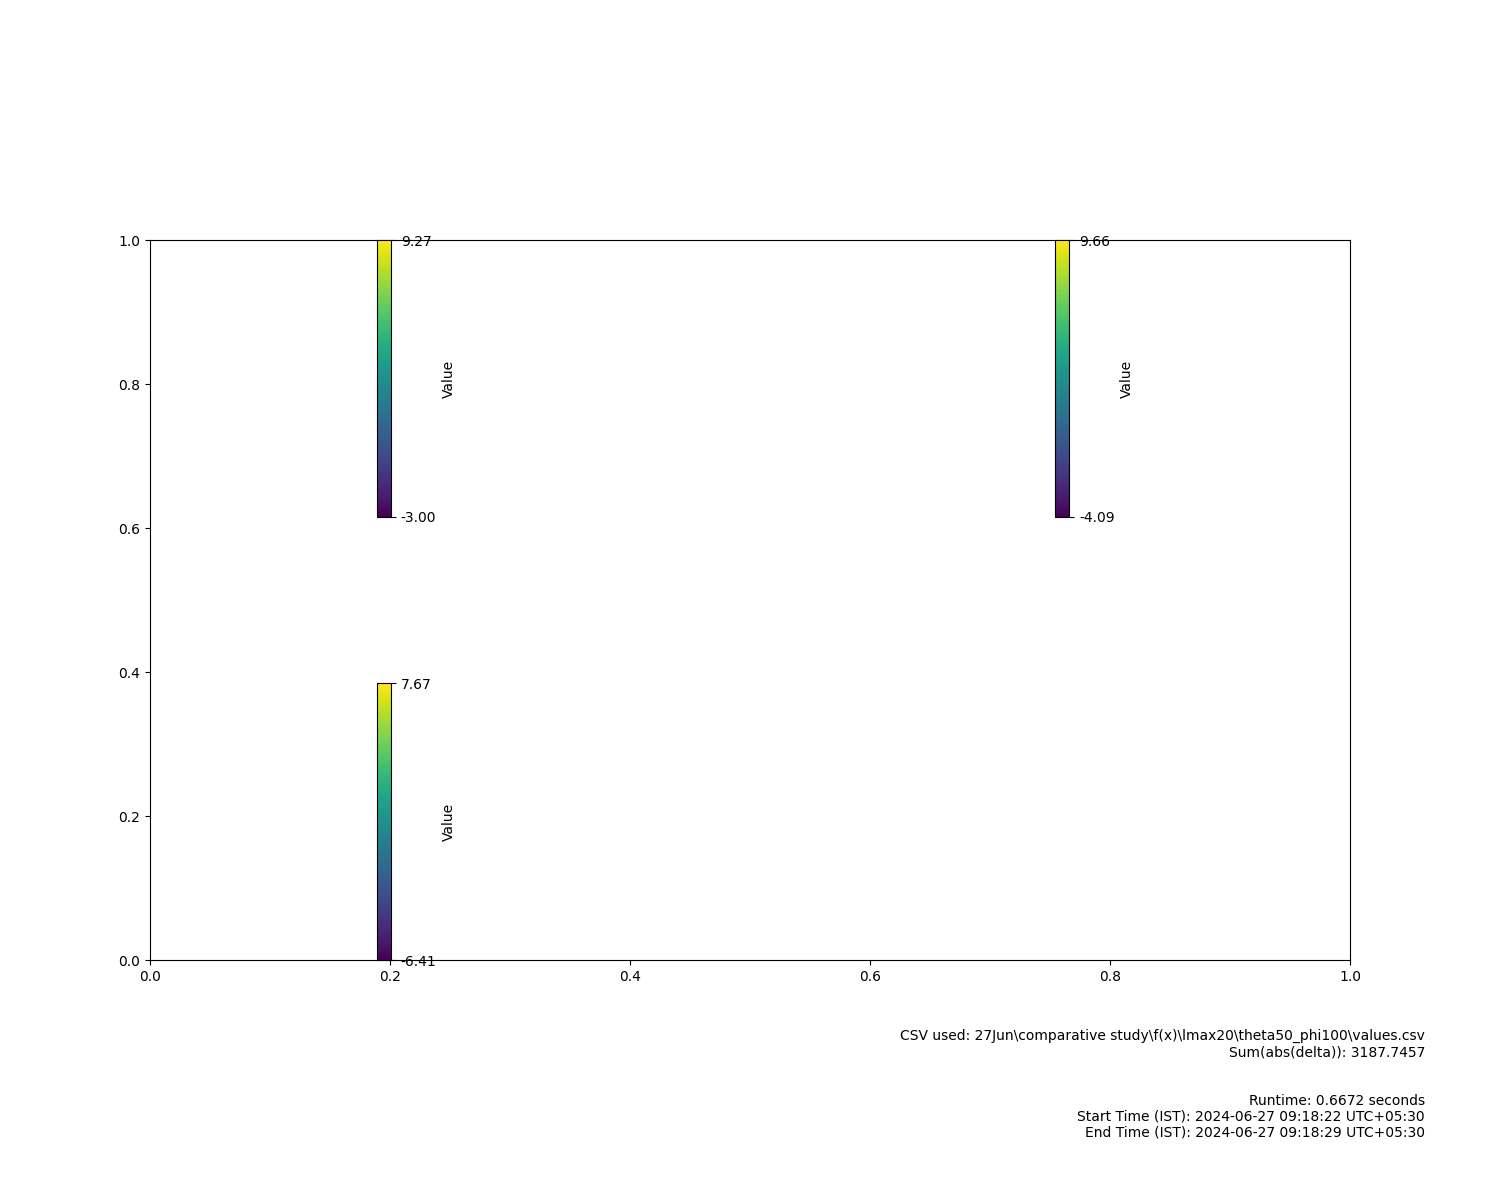 1.0
9.27
9.66
0.8
Value
Value
0.6
-3.00
-4.09
0.4
7.67
0.2
Value
0.0
-6.41
0.0
0.2
0.4
0.6
0.8
1.0
CSV used: 27Jun\comparative study\f(x)\lmax20\theta50_phi100\values.csv
Sum(abs(delta)): 3187.7457
Runtime: 0.6672 seconds
Start Time (IST): 2024-06-27 09:18:22 UTC+05:30
End Time (IST): 2024-06-27 09:18:29 UTC+05:30